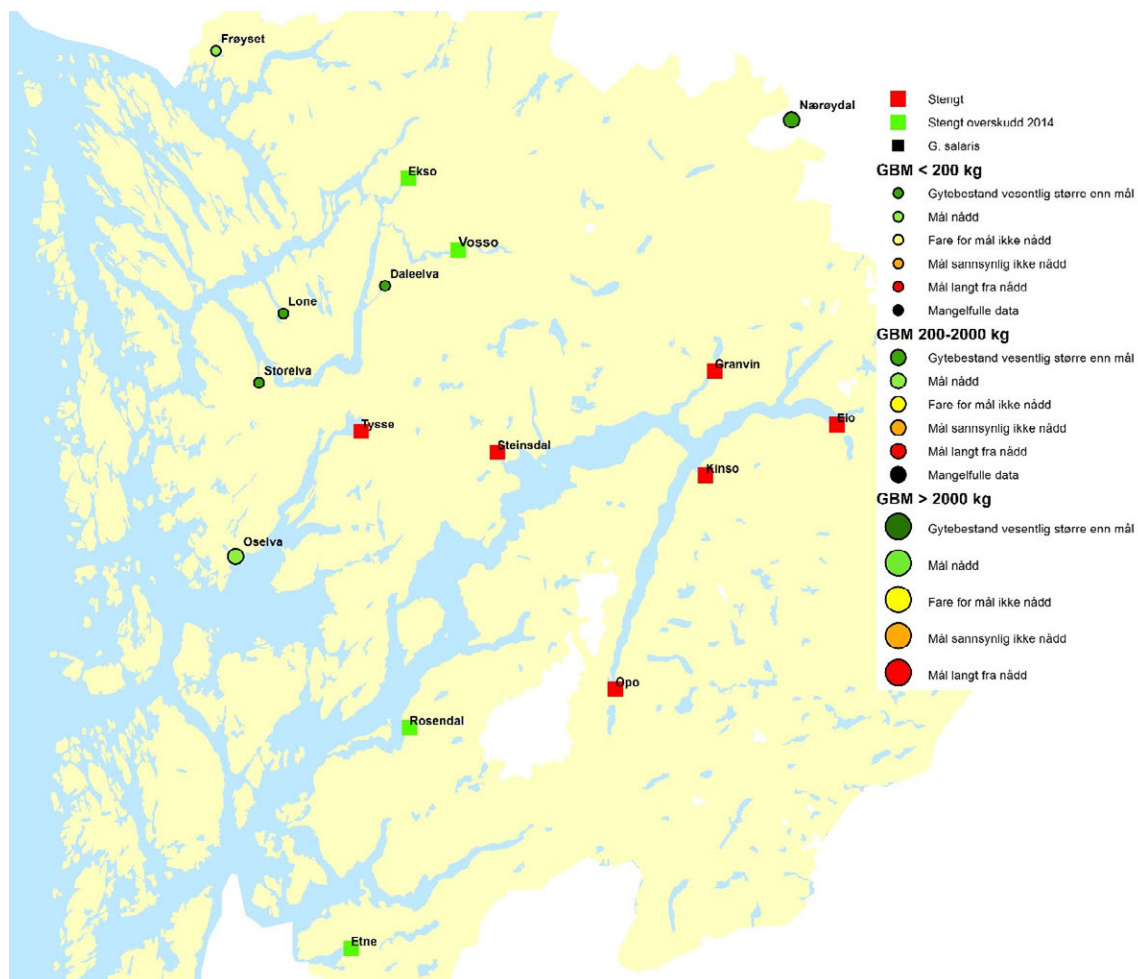 Frøyset
Nærøydal
Ekso
Vosso
Daleelva
Lone
Storelva
Granvin
Eio
Tysse
Steinsdal
Kinso
Oselva
Opo
Rosendal
Etne
Stengt
Stengt overskudd 2014
G. salaris
GBM < 200 kg
Gytebestand vesentlig større enn mål
Mål nådd
Fare for mål ikke nådd
Mål sannsynlig ikke nådd
Mål langt fra nådd
Mangelfulle data
GBM 200-2000 kg
Gytebestand vesentlig større enn mål
Mål nådd
Fare for mål ikke nådd
Mål sannsynlig ikke nådd
Mål langt fra nådd
Mangelfulle data
GBM > 2000 kg
Gytebestand vesentlig større enn mål
Mål nådd
Fare for mål ikke nådd
Mål sannsynlig ikke nådd
Mål langt fra nådd